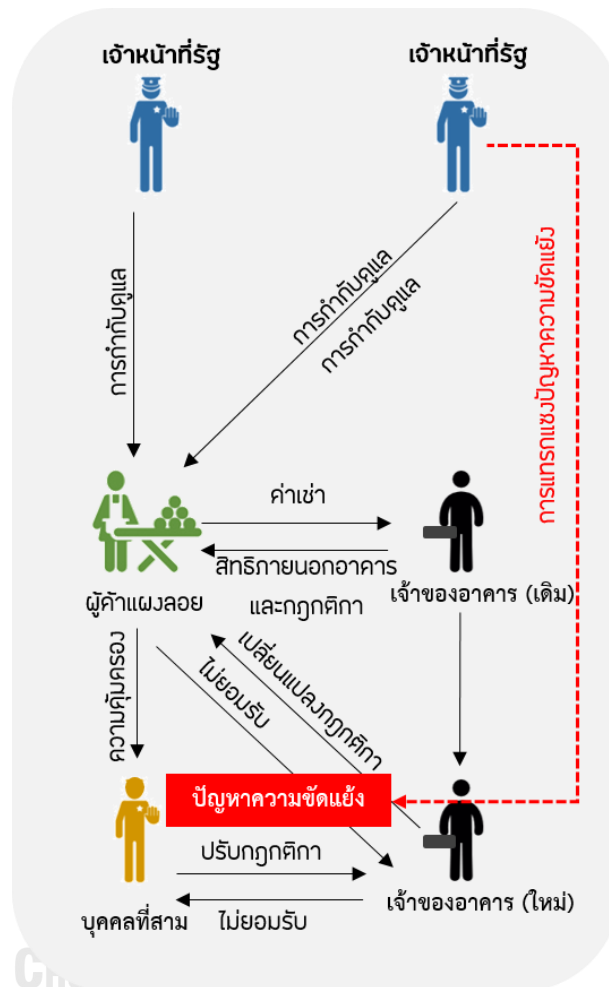 เจ้าหน้าที่รัฐ
เจ้าหน้าที่รัฐ
การกำกับดูแล
การกำกับดูแล
การกำกับดูแล
การแทรกแซงปัญหาความขัดแย้ง
ค่าเช่า
สิทธิภายนอกอาคาร
และกฎกติกา
ผู้ค้าแผงลอย
เจ้าของอาคาร (เดิม)
ความคุ้มครอง
ไม่ยอมรับ
เปลี่ยนแปลงกฎกติกา
ปัญหาความขัดแย้ง
ปรับกฎกติกา
บุคคลที่สาม
ไม่ยอมรับ
เจ้าของอาคาร (ใหม่)